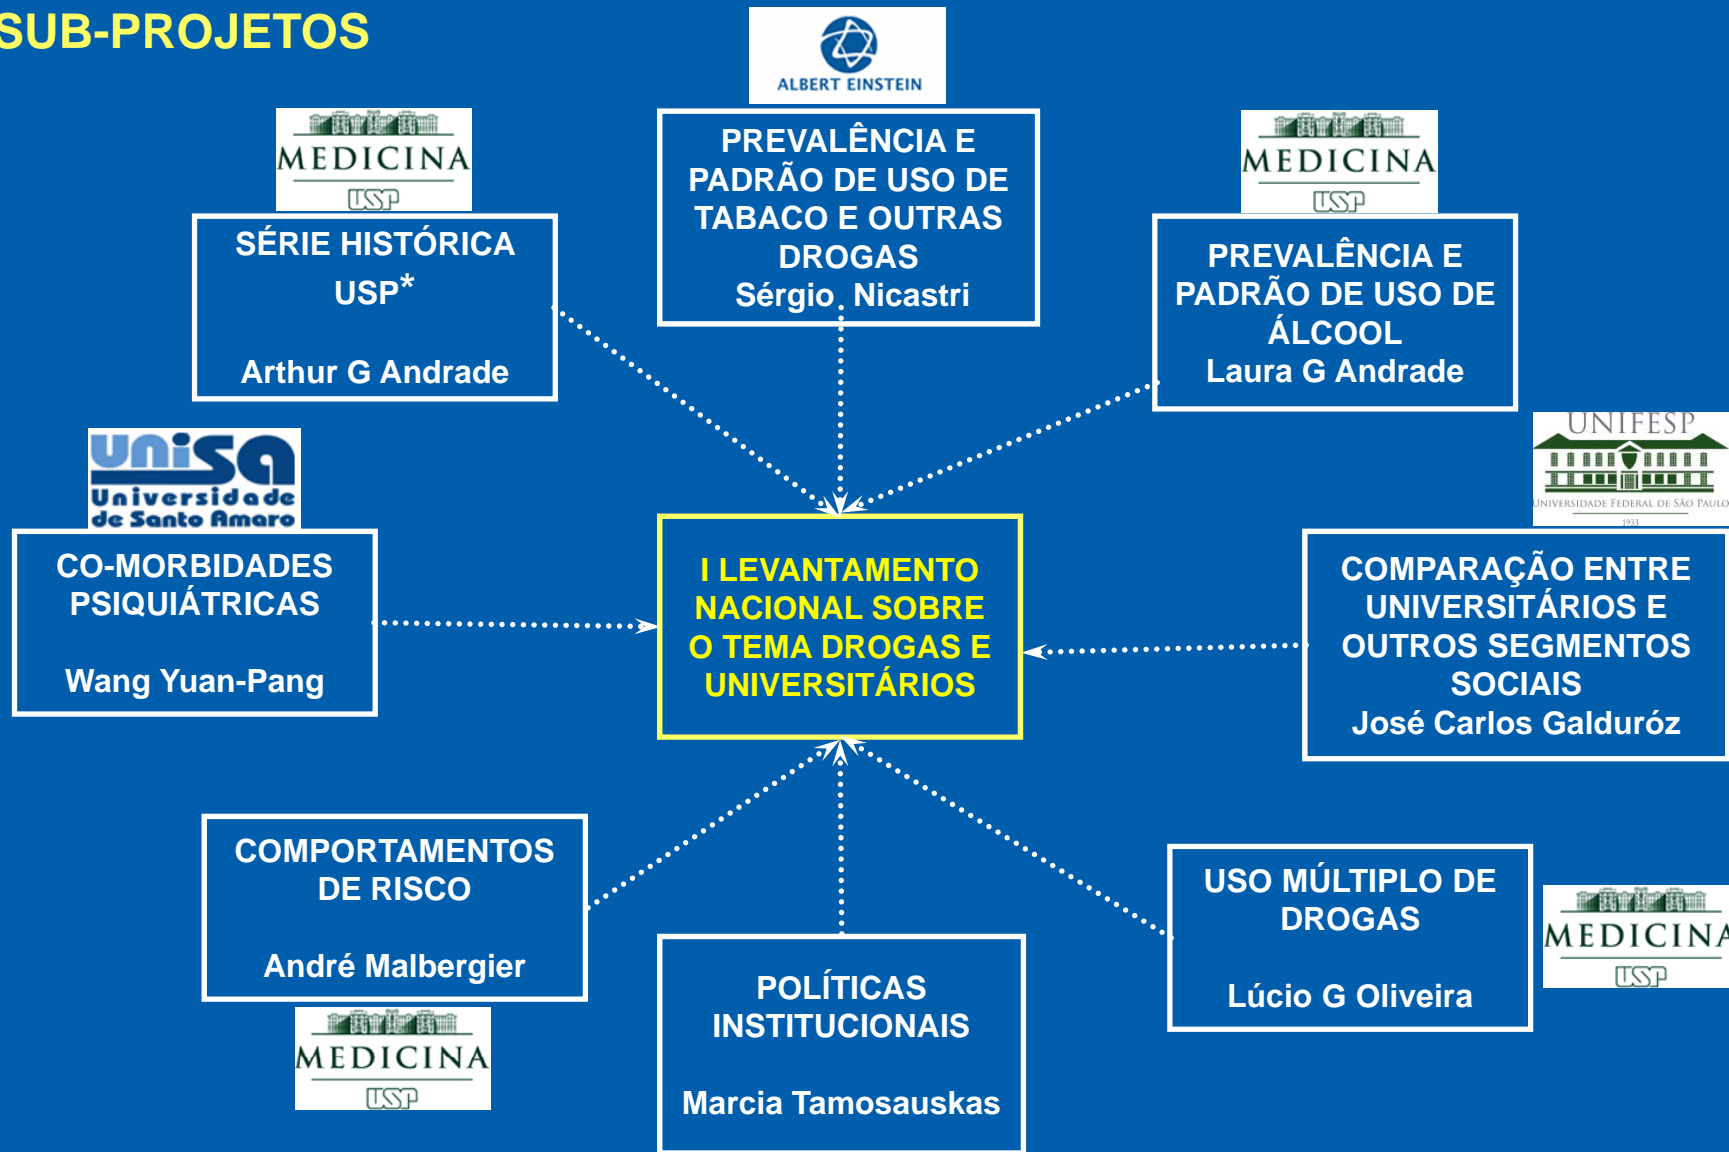 SUB-PROJETOS
ALBERT EINSTEIN
PREVALÊNCIA E
PADRÃO DE USO DE
TABACO E OUTRAS
DROGAS
Sérgio Nicastri
MEDICINA
USP
SÉRIE HISTÓRICA
USP*
Arthur G Andrade
MEDICINA
USP
PREVALÊNCIA E
PADRÃO DE USO DE
ÁLCOOL
Laura G Andrade
unisa
Universidade
de Santo Amaro
CO-MORBIDADES
PSIQUIÁTRICAS
Wang Yuan-Pang
I LEVANTAMENTO
NACIONAL SOBRE
O TEMA DROGAS E
UNIVERSITÁRIOS
UNIFESP
UNIVERSIDADE FEDERAL DE SÃO PAULO
1933
COMPARAÇÃO ENTRE
UNIVERSITÁRIOS E
OUTROS SEGMENTOS
SOCIAIS
José Carlos Galduróz
COMPORTAMENTOS
DE RISCO
André Malbergier
MEDICINA
USP
POLÍTICAS
INSTITUCIONAIS
Marcia Tamosauskas
USO MÚLTIPLO DE
DROGAS
Lúcio G Oliveira
MEDICINA
USP